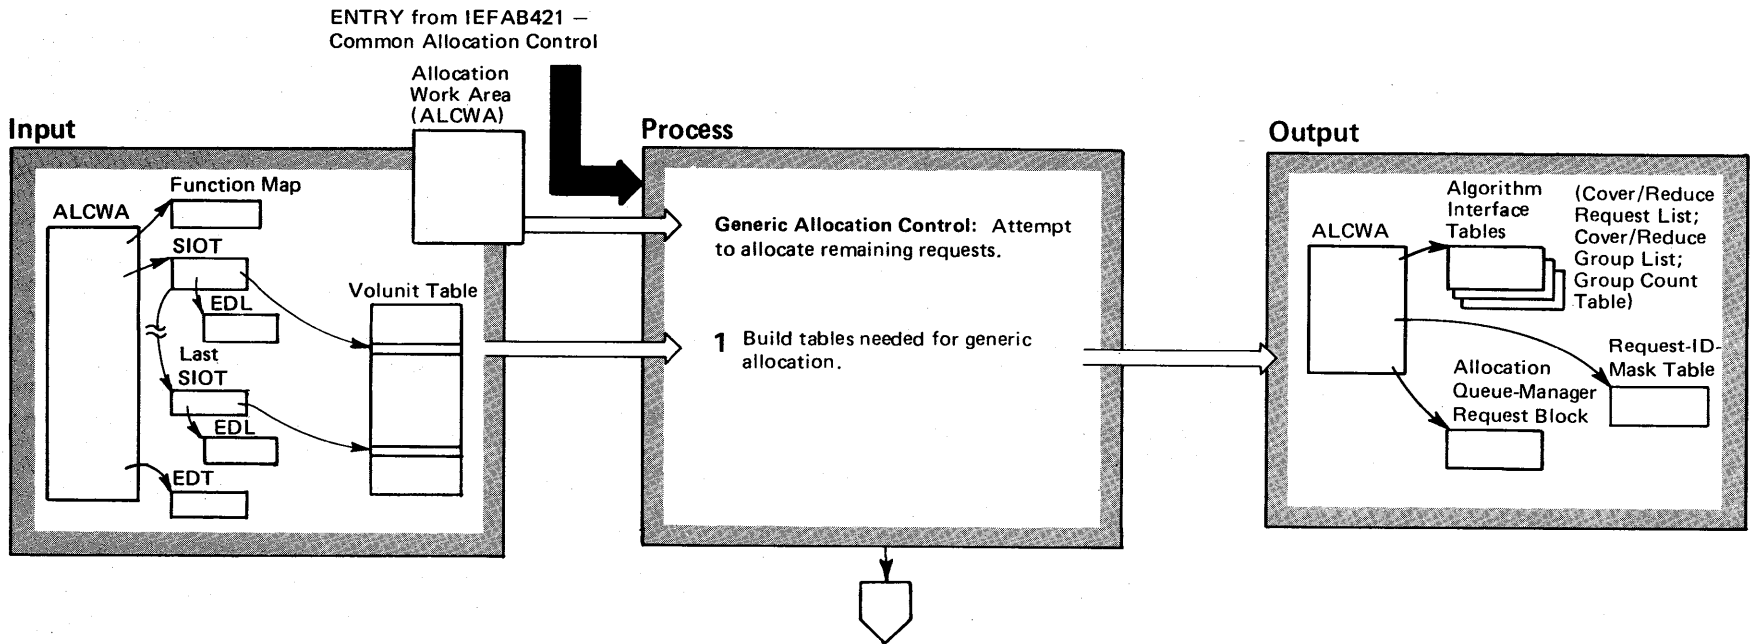 ENTRY from IEFAB421 —
Common Allocation Control
Allocation
Work Area
(ALCWA)
Input
Function Map
ALCWA
SIOT
EDL
Volunit Table
Last
SIOT
EDL
EDT
Process
Generic Allocation Control: Attempt
to allocate remaining requests.
1 Build tables needed for generic
allocation.
Output
ALCWA
Algorithm
Interface
Tables
(Cover/Reduce
Request List;
Cover/Reduce
Group List;
Group Count
Table)
Request-ID-
Mask Table
Allocation
Queue-Manager
Request Block